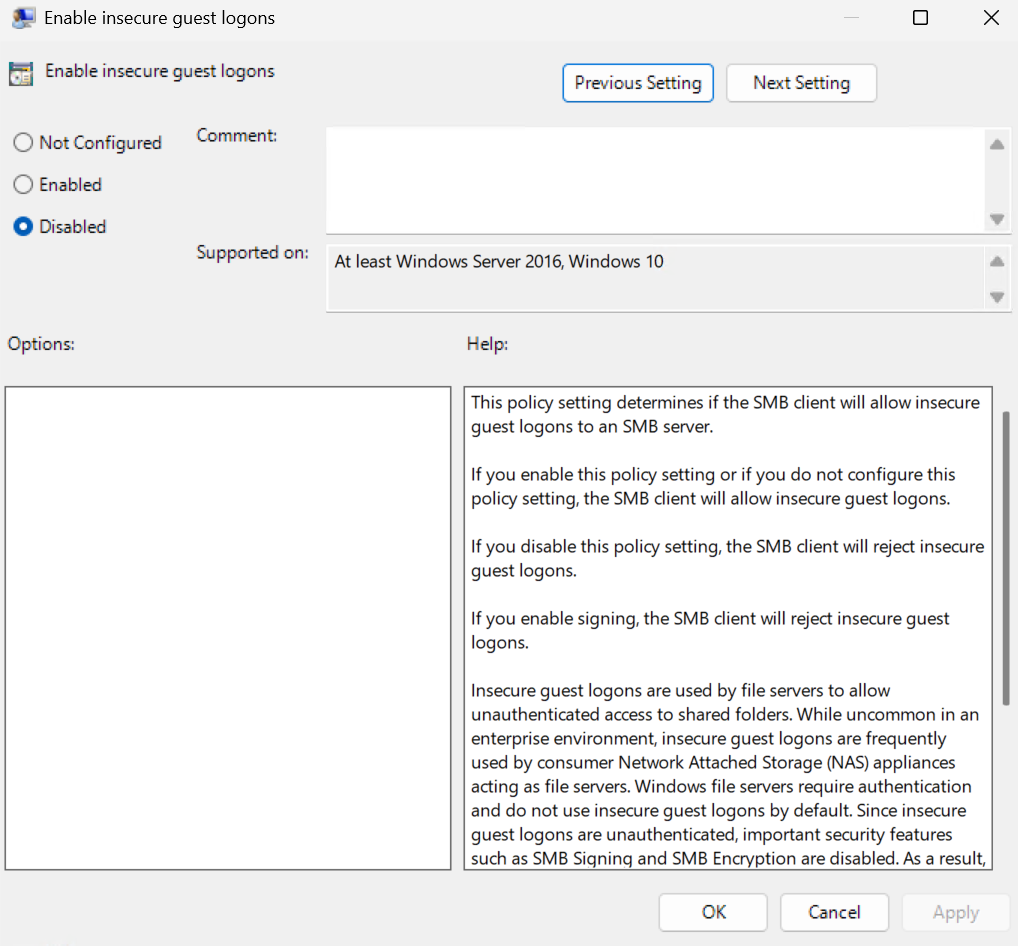 Enable insecure guest logons
Enable insecure guest logons
Previous Setting
Next Setting
Not Configured
Enabled
Disabled
Comment:
Supported on:
At least Windows Server 2016, Windows 10
Options:
Help:
This policy setting determines if the SMB client will allow insecure
guest logons to an SMB server.
If you enable this policy setting or if you do not configure this
policy setting, the SMB client will allow insecure guest logons.
If you disable this policy setting, the SMB client will reject insecure
guest logons.
If you enable signing, the SMB client will reject insecure guest
logons.
Insecure guest logons are used by file servers to allow
unauthenticated access to shared folders. While uncommon in an
enterprise environment, insecure guest logons are frequently
used by consumer Network Attached Storage (NAS) appliances
acting as file servers. Windows file servers require authentication
and do not use insecure guest logons by default. Since insecure
guest logons are unauthenticated, important security features
such as SMB Signing and SMB Encryption are disabled. As a result,
OK
Cancel
Apply